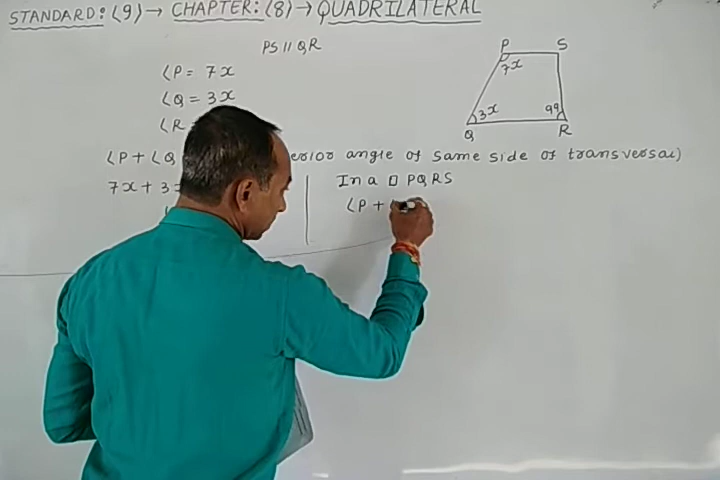 STANDARD: (9) → CHAPTER: (8) → QUADRILATERAL
PS // QR
∠P = 7x
∠Q = 3x
∠R
∠P + ∠Q
angle of same side of transversal)
7x + 3
In a □ PQRS
∠P +
P
S
7x
3x
99
Q
R